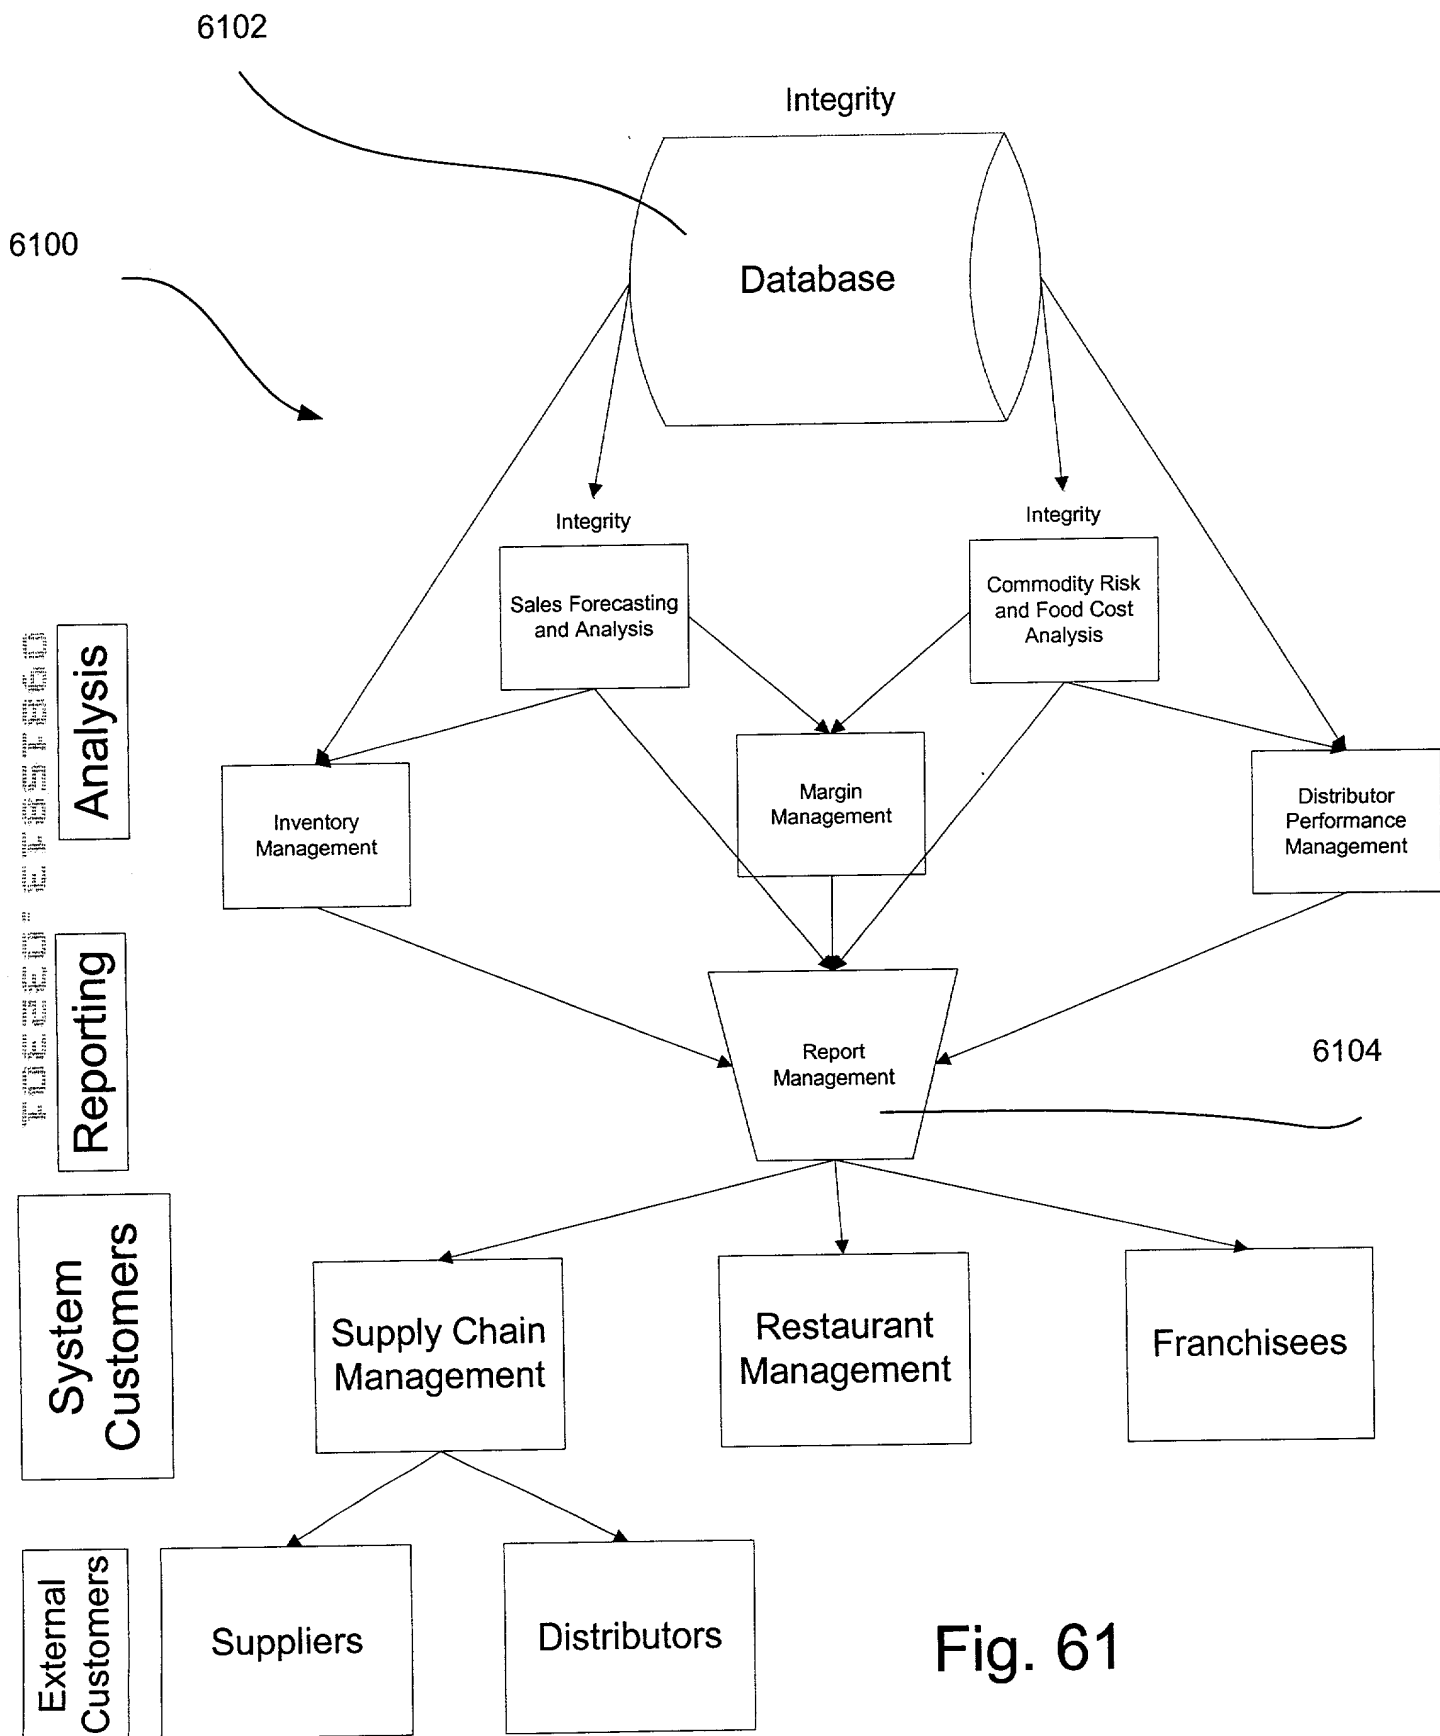 6102
Integrity
6100
Database
Integrity
Integrity
Sales Forecasting
and Analysis
Commodity Risk
and Food Cost
Analysis
Analysis
Inventory
Management
Margin
Management
Distributor
Performance
Management
Reporting
Report
Management
6104
System
Customers
Supply Chain
Management
Restaurant
Management
Franchisees
External
Customers
Suppliers
Distributors
Fig. 61